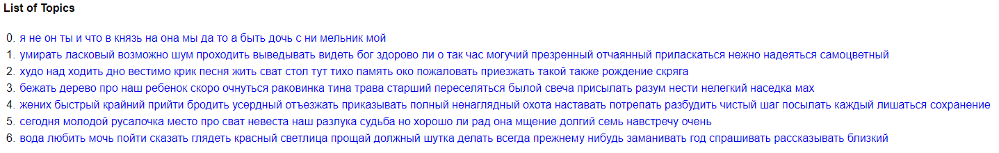 List of Topics
0. я не он ты и что в князь на она мы да то а быть дочь с ни мельник мой
1. умирать ласковый возможно шум проходить выведывать видеть бог здорово ли о так час могучий презренный отчаянный приласкаться нежно надеяться самоцветный
2. худо над ходить дно вестимо крик песня жить сват стол тут тихо память око пожаловать приезжать такой также рождение скряга
3. бежать дерево про наш ребенок скоро очнуться раковинка тина трава старший переселяться былой свеча присылать разум нести нелегкий наседка мах
4. жених быстрый крайний прийти бродить усердный отъезжать приказывать полный ненаглядный охота наставать потрепать разбудить чистый шаг посылать каждый лишаться сохранение
5. сегодня молодой русалочка место про сват невеста наш разлука судьба но хорошо ли рад она мщение долгий семь навстречу очень
6. вода любить мочь пойти сказать глядеть красный светлица прощай должный шутка делать всегда прежнему нибудь заманивать год спрашивать рассказывать близкий